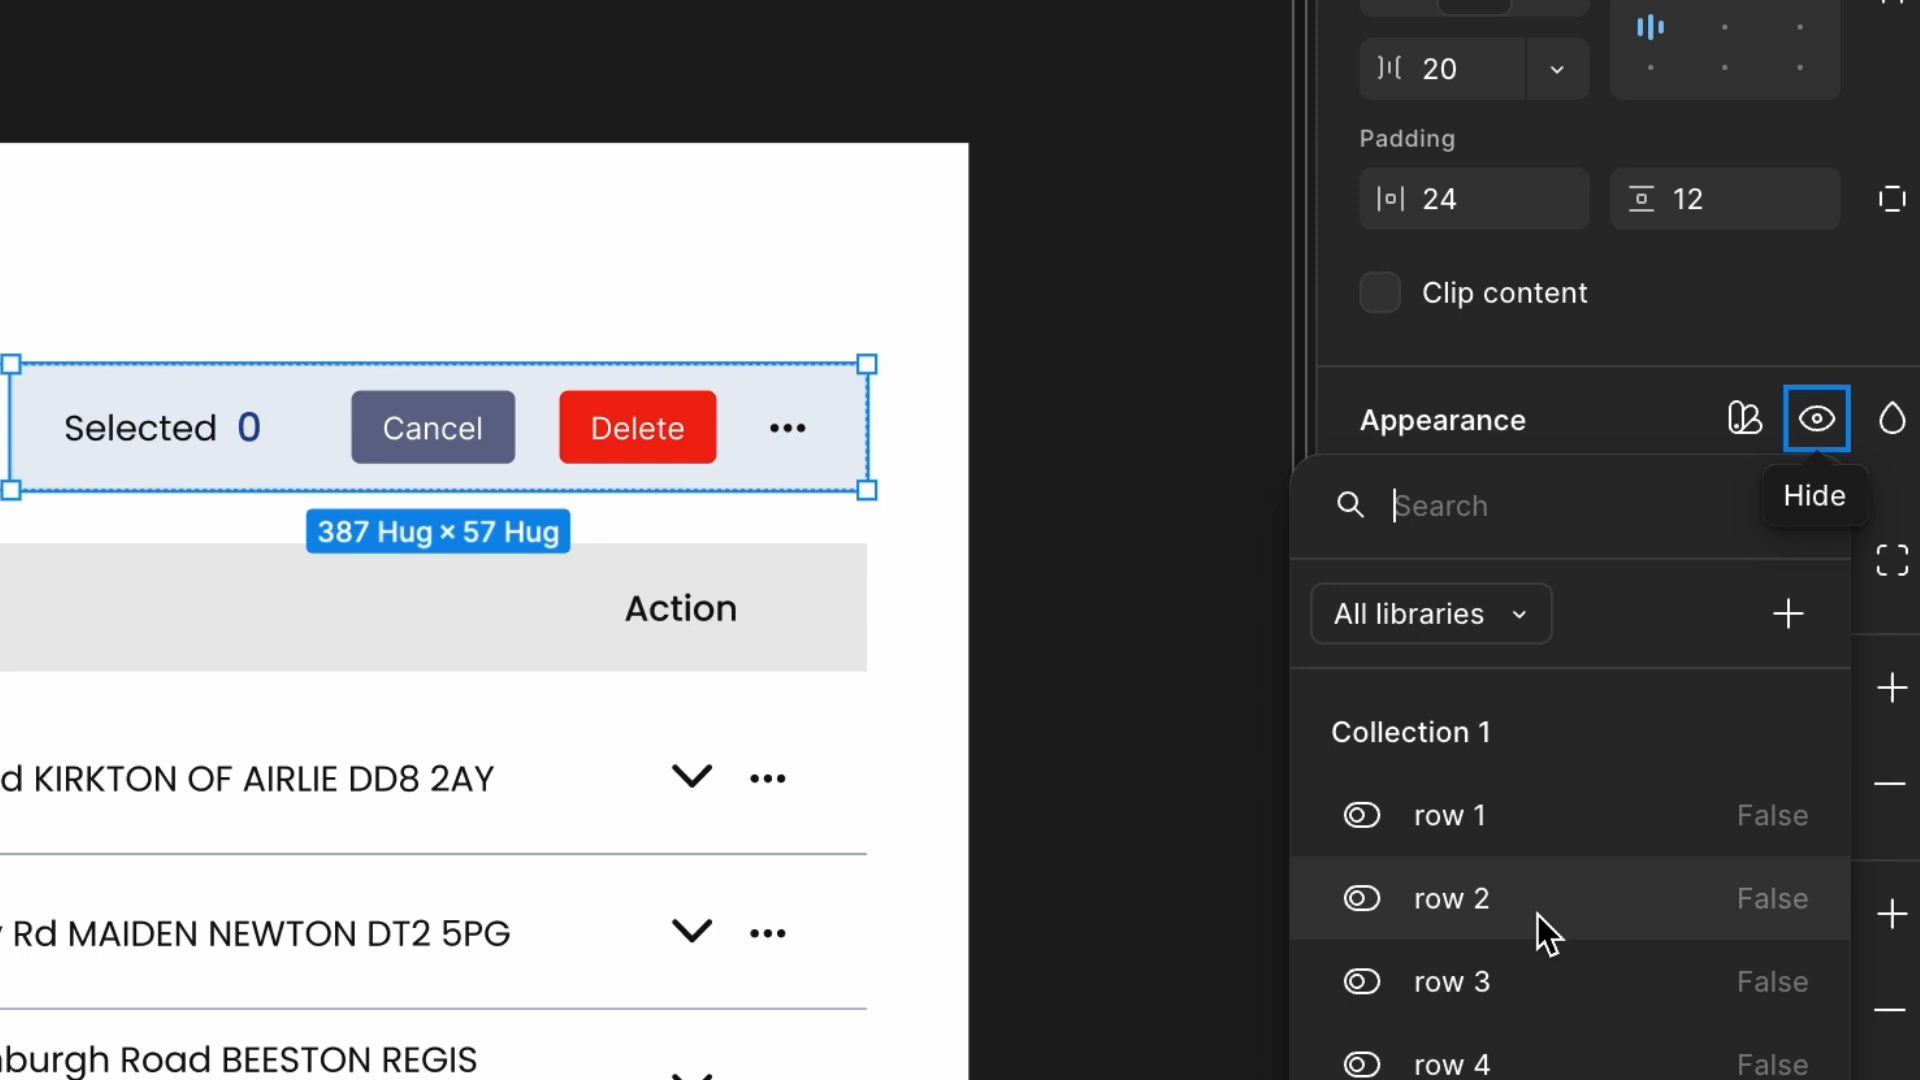 20
Padding
24
12
Clip content
Appearance
Hide
Search
All libraries
Collection 1
row 1 False
row 2 False
row 3 False
row 4 False
Selected 0 Cancel Delete
387 Hug × 57 Hug
Action
d KIRKTON OF AIRLIE DD8 2AY
Rd MAIDEN NEWTON DT2 5PG
burgh Road BEESTON REGIS